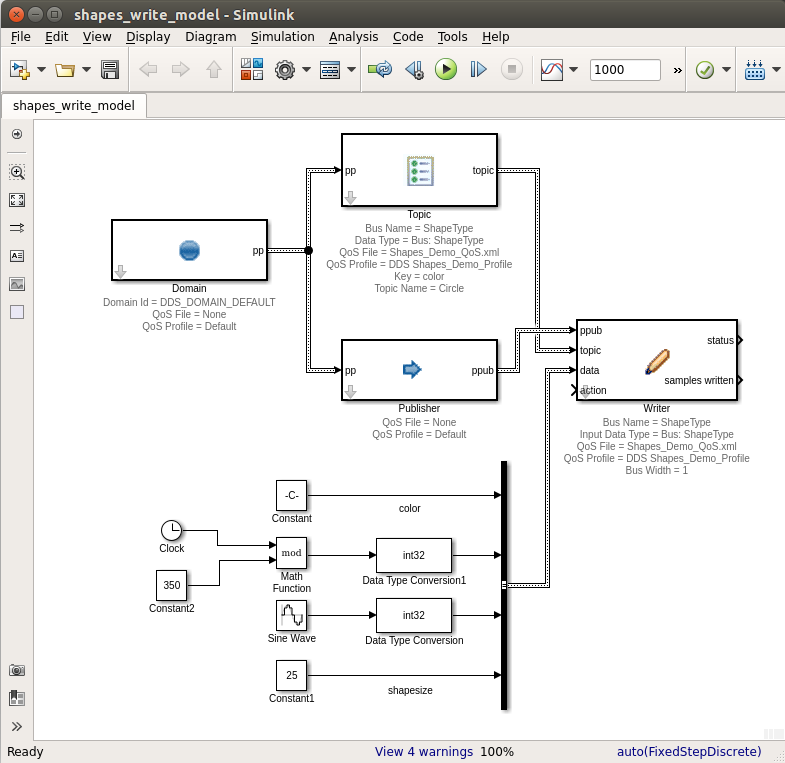 shapes_write_model - Simulink
File Edit View Display Diagram Simulation Analysis Code Tools Help
1000 »
shapes_write_model
pp
topic
Topic
Bus Name = ShapeType
Data Type = Bus: ShapeType
QoS File = Shapes_Demo_QoS.xml
QoS Profile = DDS Shapes_Demo_Profile
Key = color
Topic Name = Circle
pp
Domain
Domain Id = DDS_DOMAIN_DEFAULT
QoS File = None
QoS Profile = Default
pp
ppub
Publisher
QoS File = None
QoS Profile = Default
ppub
topic
data
action
status
samples written
Writer
Bus Name = ShapeType
Input Data Type = Bus: ShapeType
QoS File = Shapes_Demo_QoS.xml
QoS Profile = DDS Shapes_Demo_Profile
Bus Width = 1
-C-
Constant
color
Clock
350
Constant2
mod
Math
Function
int32
Data Type Conversion1
Sine Wave
int32
Data Type Conversion
25
Constant1
shapesize
A≡
»
Ready
View 4 warnings 100%
auto(FixedStepDiscrete)